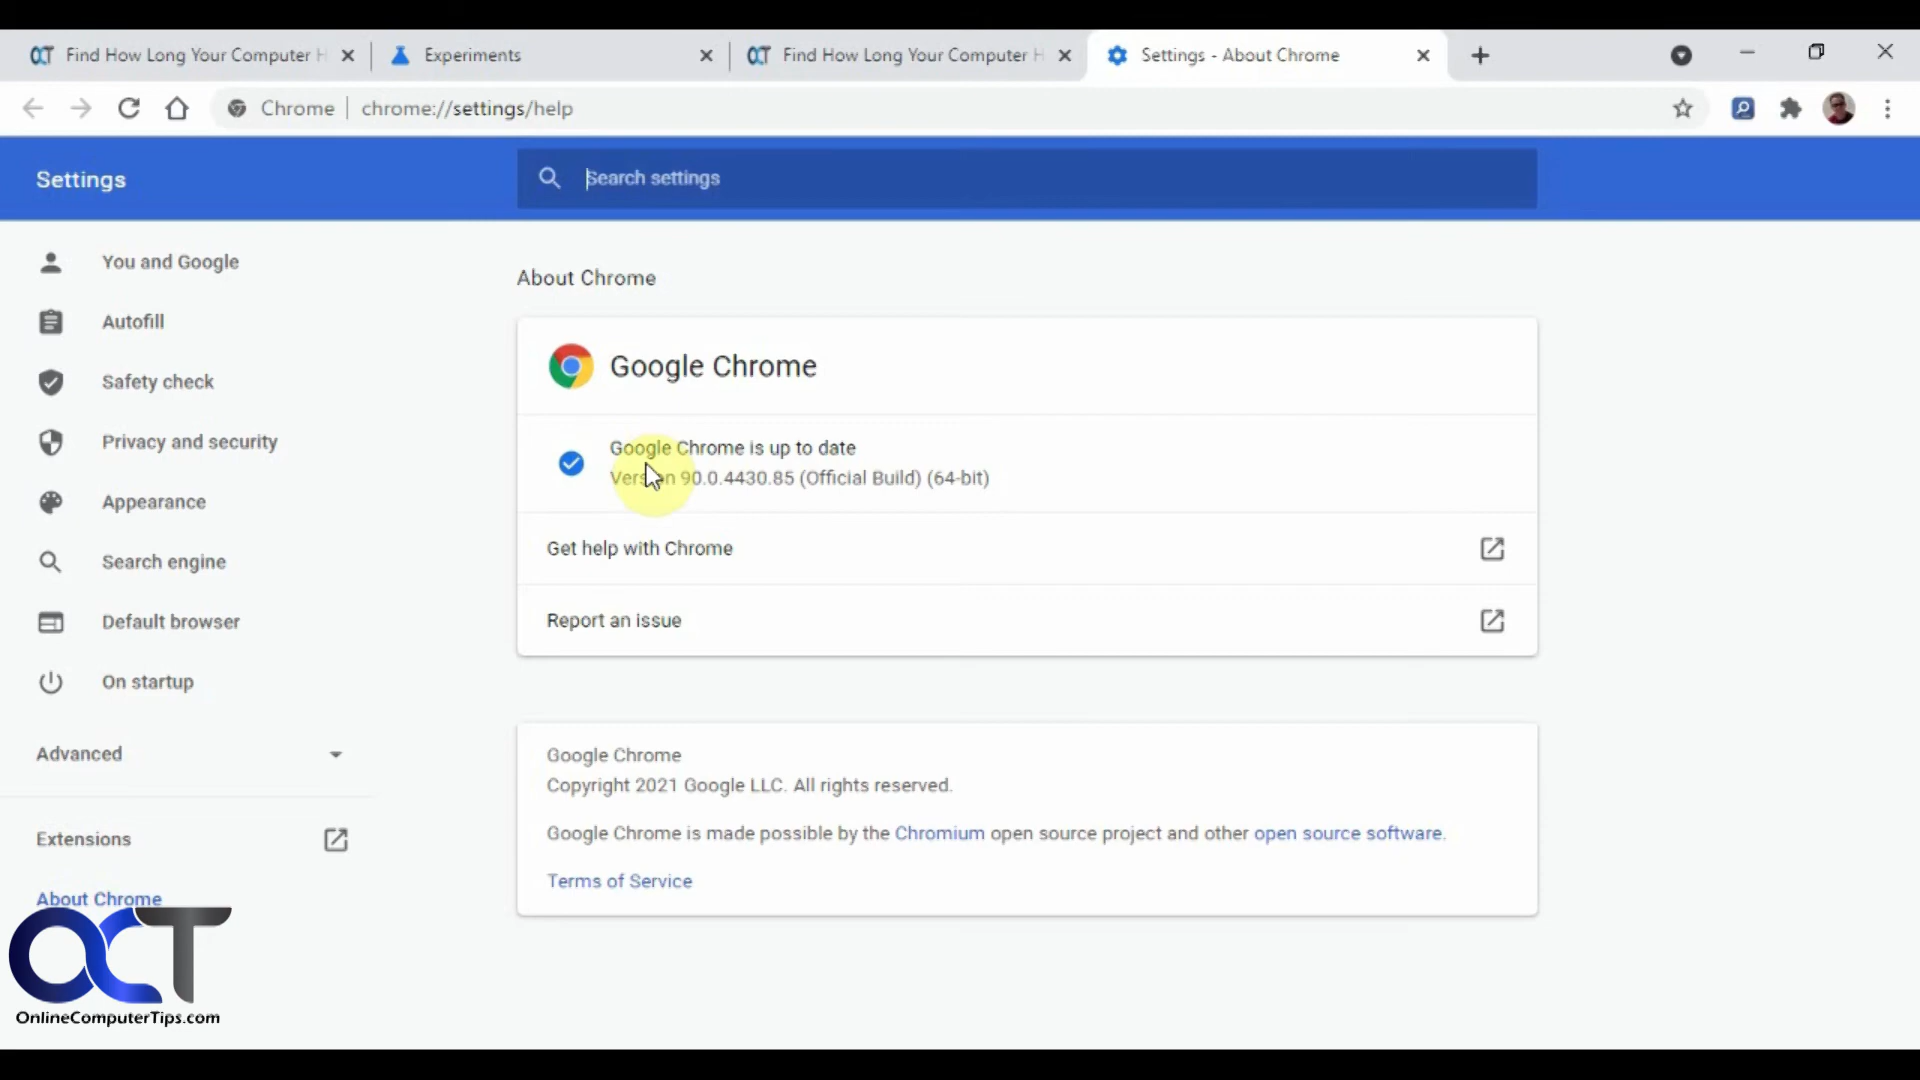 Find How Long Your Computer H
Experiments
Find How Long Your Computer H
Settings - About Chrome
Chrome
chrome://settings/help
Settings
Search settings
You and Google
Autofill
Safety check
Privacy and security
Appearance
Search engine
Default browser
On startup
Advanced
Extensions
About Chrome
About Chrome
Google Chrome
Google Chrome is up to date
Version 90.0.4430.85 (Official Build) (64-bit)
Get help with Chrome
Report an issue
Google Chrome
Copyright 2021 Google LLC. All rights reserved.
Google Chrome is made possible by the Chromium open source project and other open source software.
Terms of Service
OCT
OnlineComputerTips.com